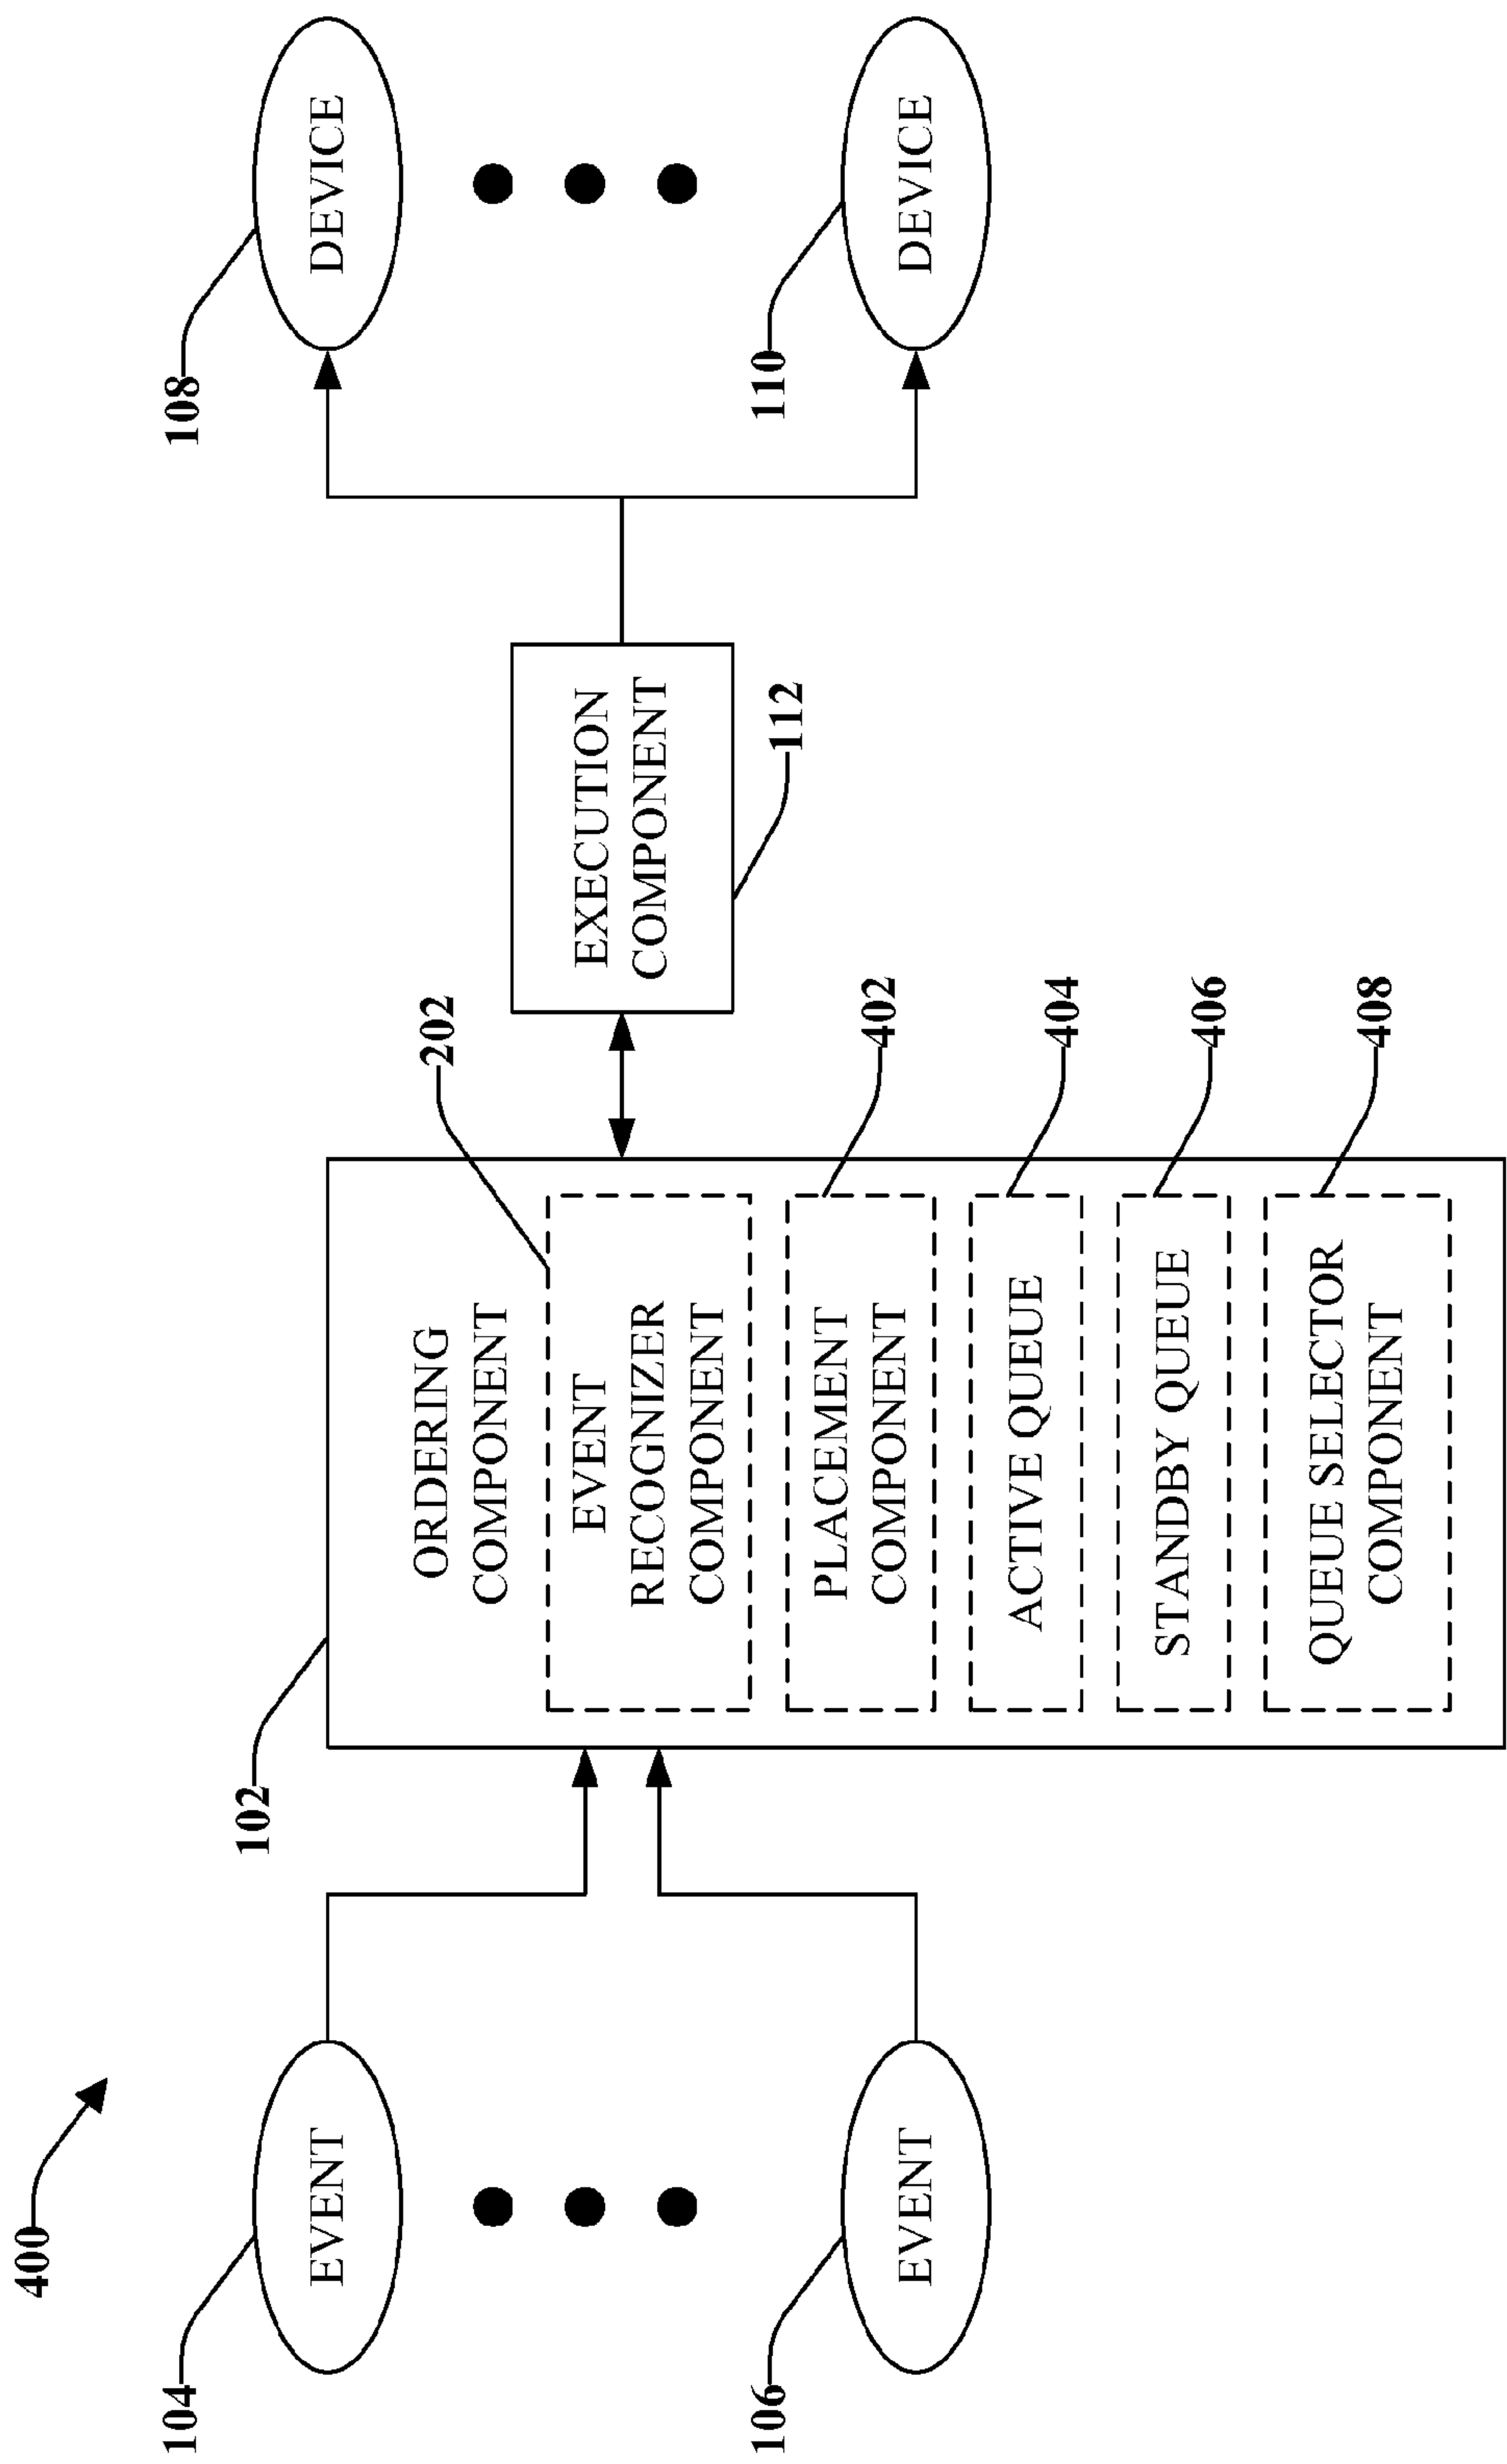 400
104
EVENT
106
EVENT
102
ORDERING
COMPONENT
202
EVENT
RECOGNIZER
COMPONENT
402
PLACEMENT
COMPONENT
404
ACTIVE QUEUE
406
STANDBY QUEUE
408
QUEUE SELECTOR
COMPONENT
EXECUTION
COMPONENT
112
108
DEVICE
110
DEVICE